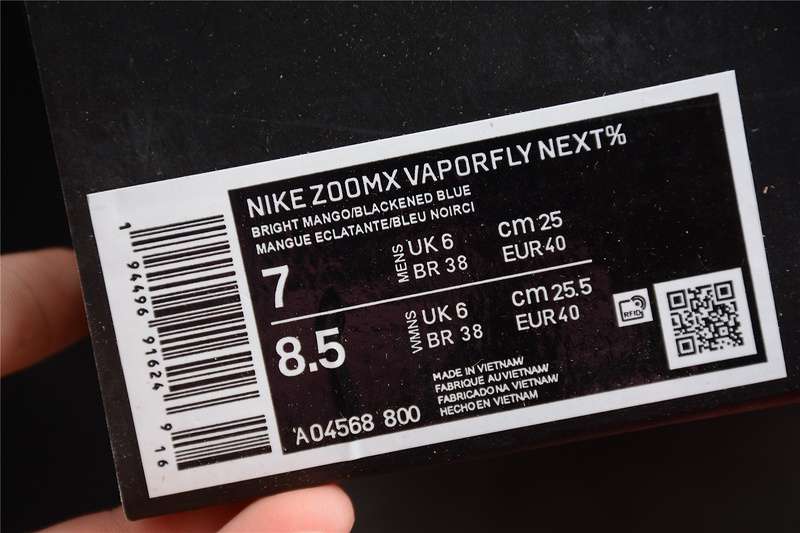 NIKE ZOOMX VAPORFLY NEXT%
BRIGHT MANGO/BLACKENED BLUE
MANGUE ECLATANTE/BLEU NOIRCI
7
MENS
UK 6
BR 38
cm 25
EUR 40
8.5
WMNS
UK 6
BR 38
cm 25.5
EUR 40
MADE IN VIETNAM
FABRIQUE AU VIETNAM
FABRICADO NA VIETNAM
HECHO EN VIETNAM
'A04568 800
1 94496 91624 9 16
RFID